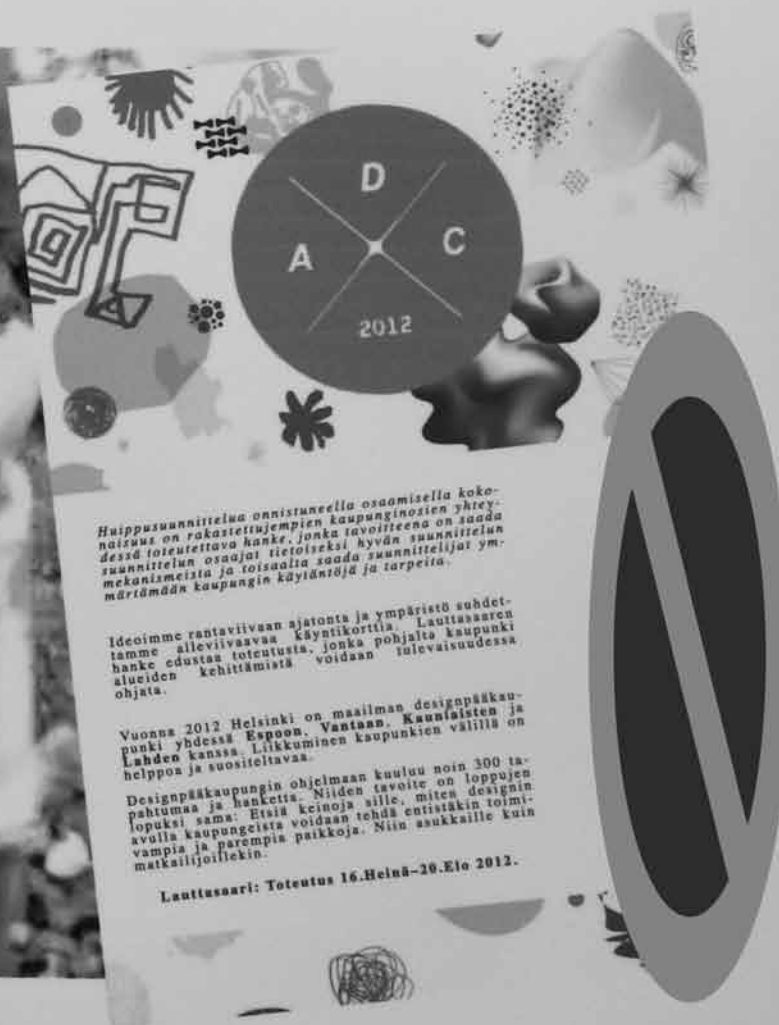 D
A C
2012
Huippusuunnittelua onnistuneella osaamisella koko-
naisuus on rakastettujempien kaupunginosien yhtey-
dessä toteutettava hanke, jonka tavoitteena on saada
suunnittelun osaajat tietoiseksi hyvän suunnittelun
mekanismeista ja toisaalta saada suunnittelijat ym-
märtämään kaupungin käytäntöjä ja tarpeita.
Ideoimme rantaviivaan ajatonta ja ympäristö suhdet-
tamme alleviivaavaa käyntikorttia. Lauttasaaren
hanke edustaa toteutusta, jonka pohjalta kaupunki
alueiden kehittämistä voidaan tulevaisuudessa
ohjata.
Vuonna 2012 Helsinki on maailman designpääkau-
punki yhdessä Espoon, Vantaan, Kauniaisten ja
Lahden kanssa. Liikkuminen kaupunkien välillä on
helppoa ja suositeltavaa.
Designpääkaupungin ohjelmaan kuuluu noin 300 ta-
pahtumaa ja hanketta. Niiden tavoite on loppujen
lopuksi sama: Etsiä keinoja sille, miten designin
avulla kaupungeista voidaan tehdä entistäkin toimi-
vampia ja parempia paikkoja. Niin asukkaille kuin
matkailijoillekin.
Lauttasaari: Toteutus 16.Heinä–20.Elo 2012.